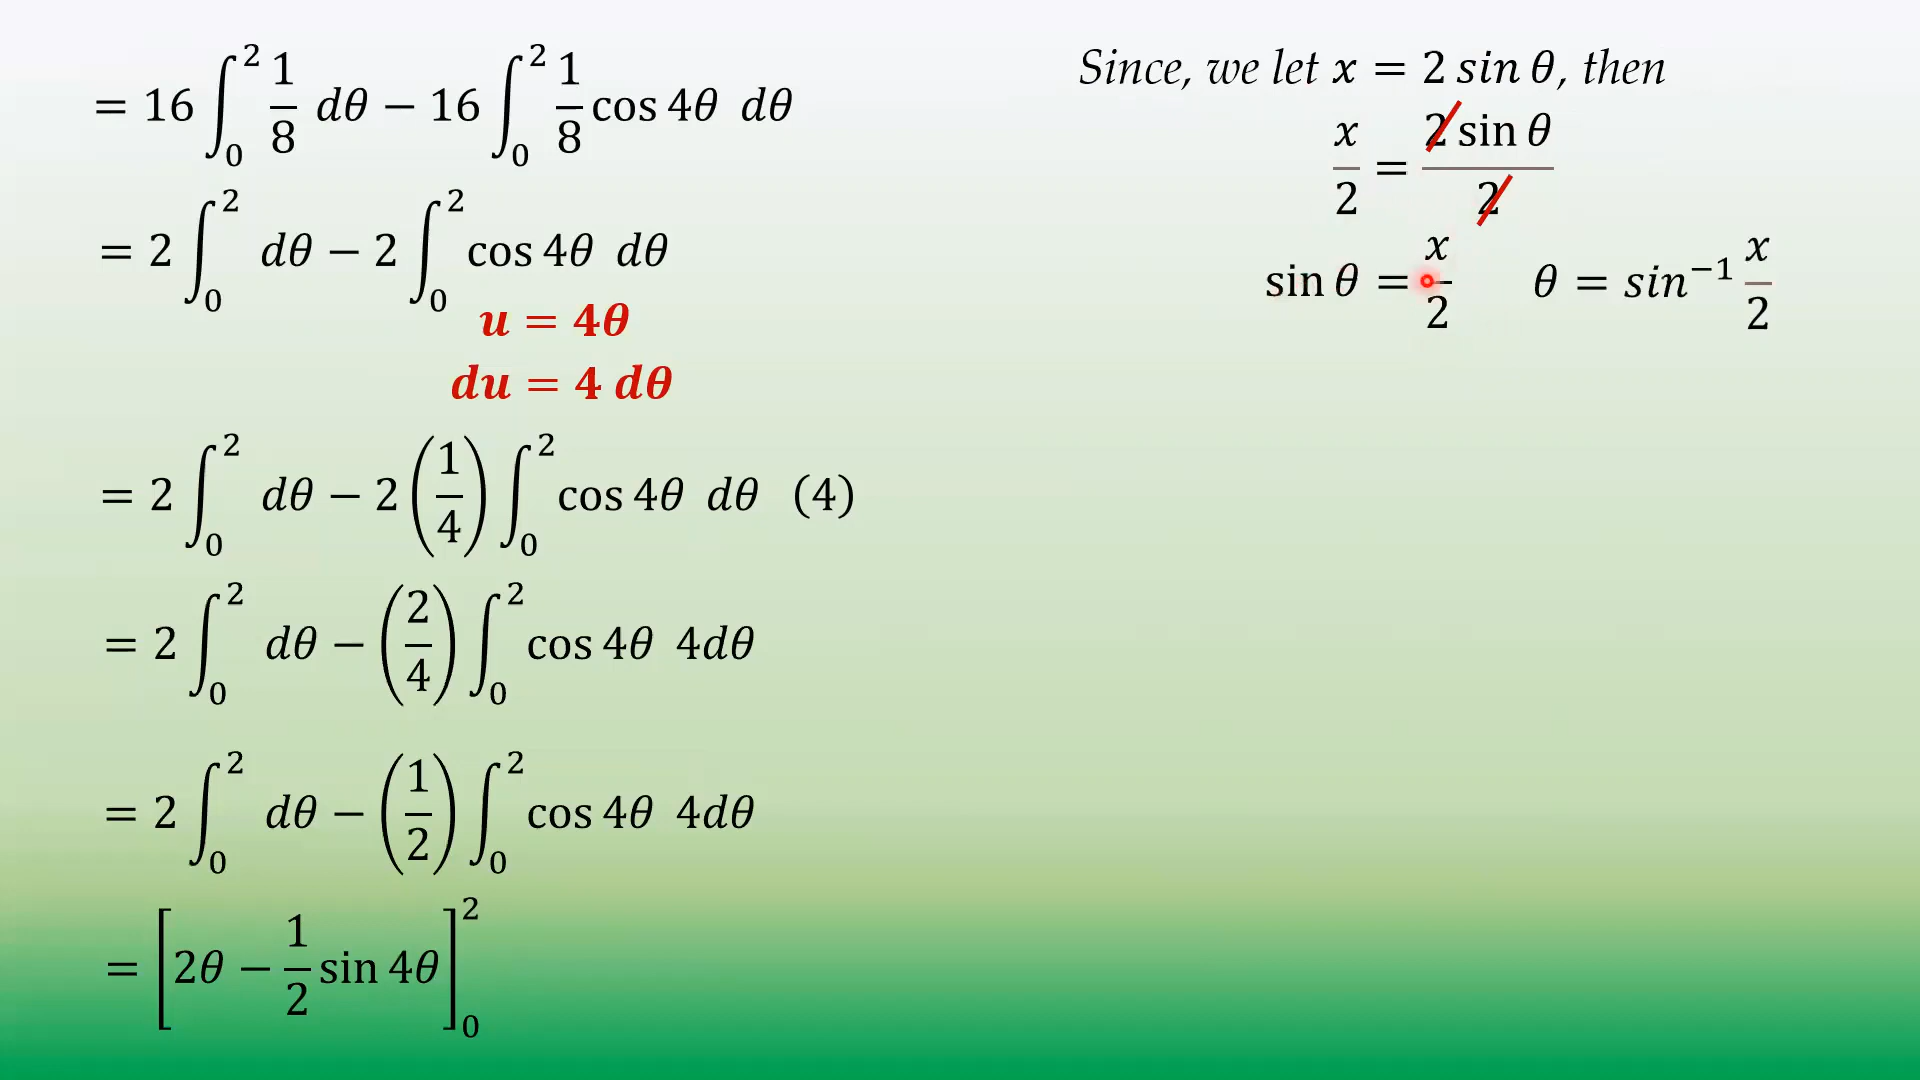 = 16 ∫₀² 1/8 dθ − 16 ∫₀² 1/8 cos 4θ dθ
= 2 ∫₀² dθ − 2 ∫₀² cos 4θ dθ
u = 4θ
du = 4 dθ
= 2 ∫₀² dθ − 2 (1/4) ∫₀² cos 4θ dθ (4)
= 2 ∫₀² dθ − (2/4) ∫₀² cos 4θ 4dθ
= 2 ∫₀² dθ − (1/2) ∫₀² cos 4θ 4dθ
= [2θ − 1/2 sin 4θ]₀²
Since, we let x = 2 sin θ, then
x/2 = 2 sin θ/2
sin θ = x/2 θ = sin⁻¹ x/2